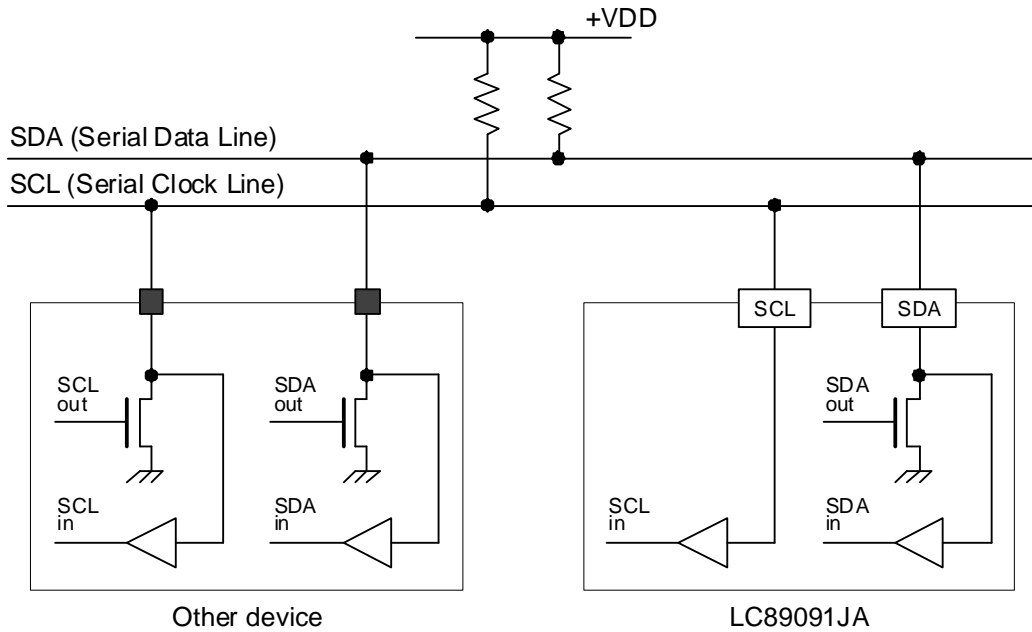 +VDD
SDA (Serial Data Line)
SCL (Serial Clock Line)
SCL
SDA
SCL
out
SDA
out
SDA
out
SCL
in
SDA
in
SCL
in
SDA
in
Other device
LC89091JA